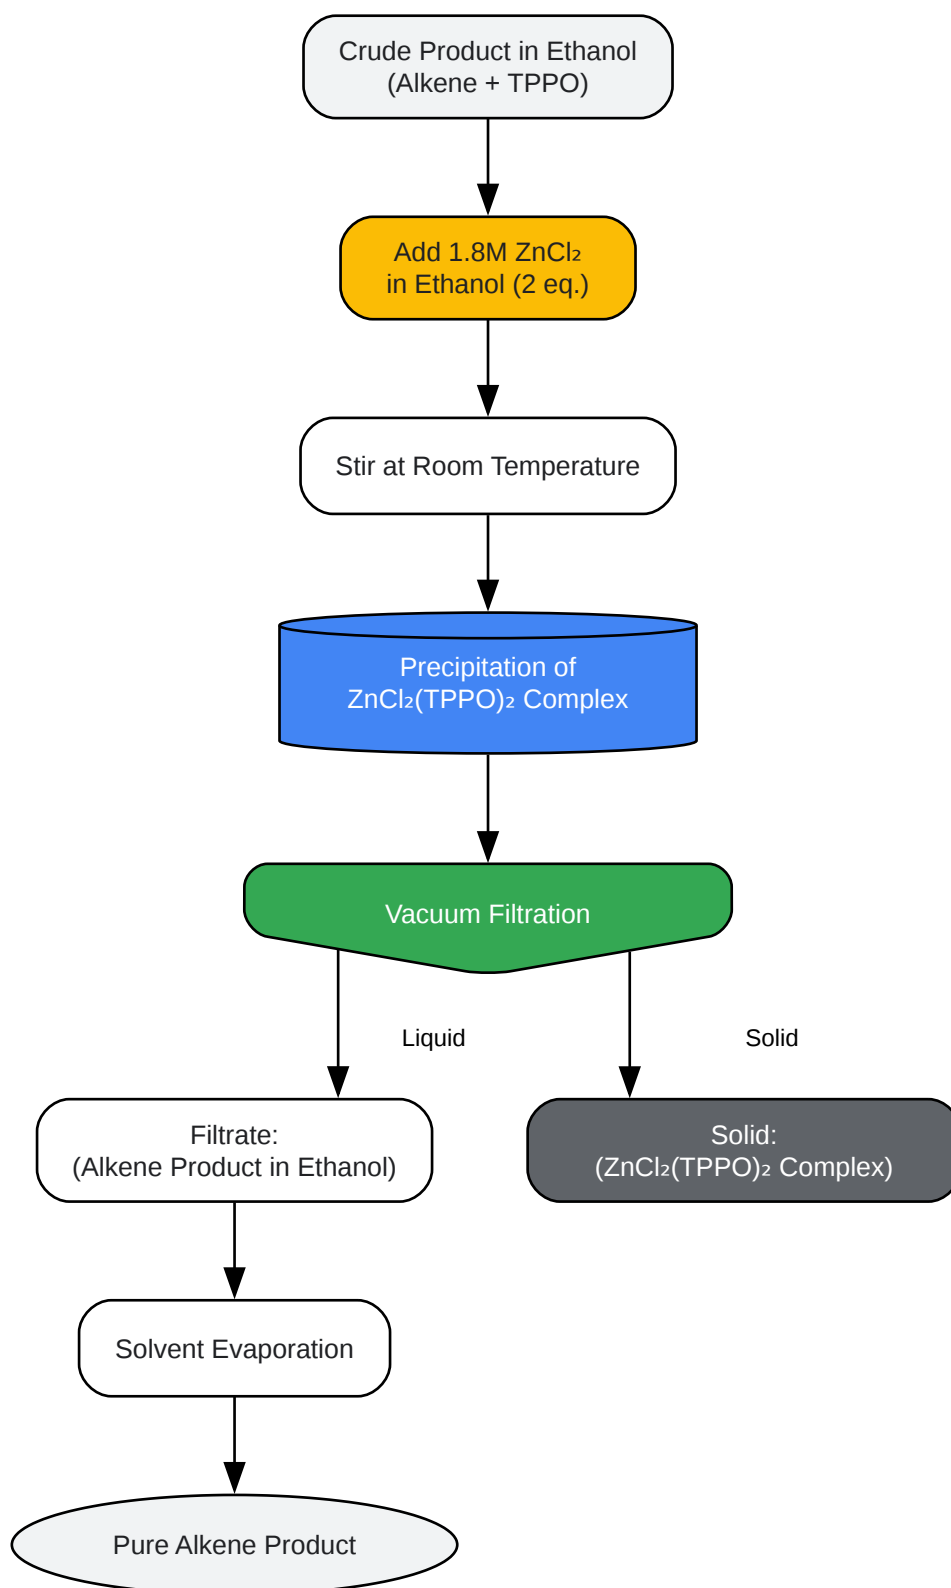 Crude Product in Ethanol
(Alkene + TPPO)
Add 1.8M ZnCl₂
in Ethanol (2 eq.)
Stir at Room Temperature
Precipitation of
ZnCl₂(TPPO)₂ Complex
Vacuum Filtration
Liquid
Solid
Filtrate:
(Alkene Product in Ethanol)
Solid:
(ZnCl₂(TPPO)₂ Complex)
Solvent Evaporation
Pure Alkene Product